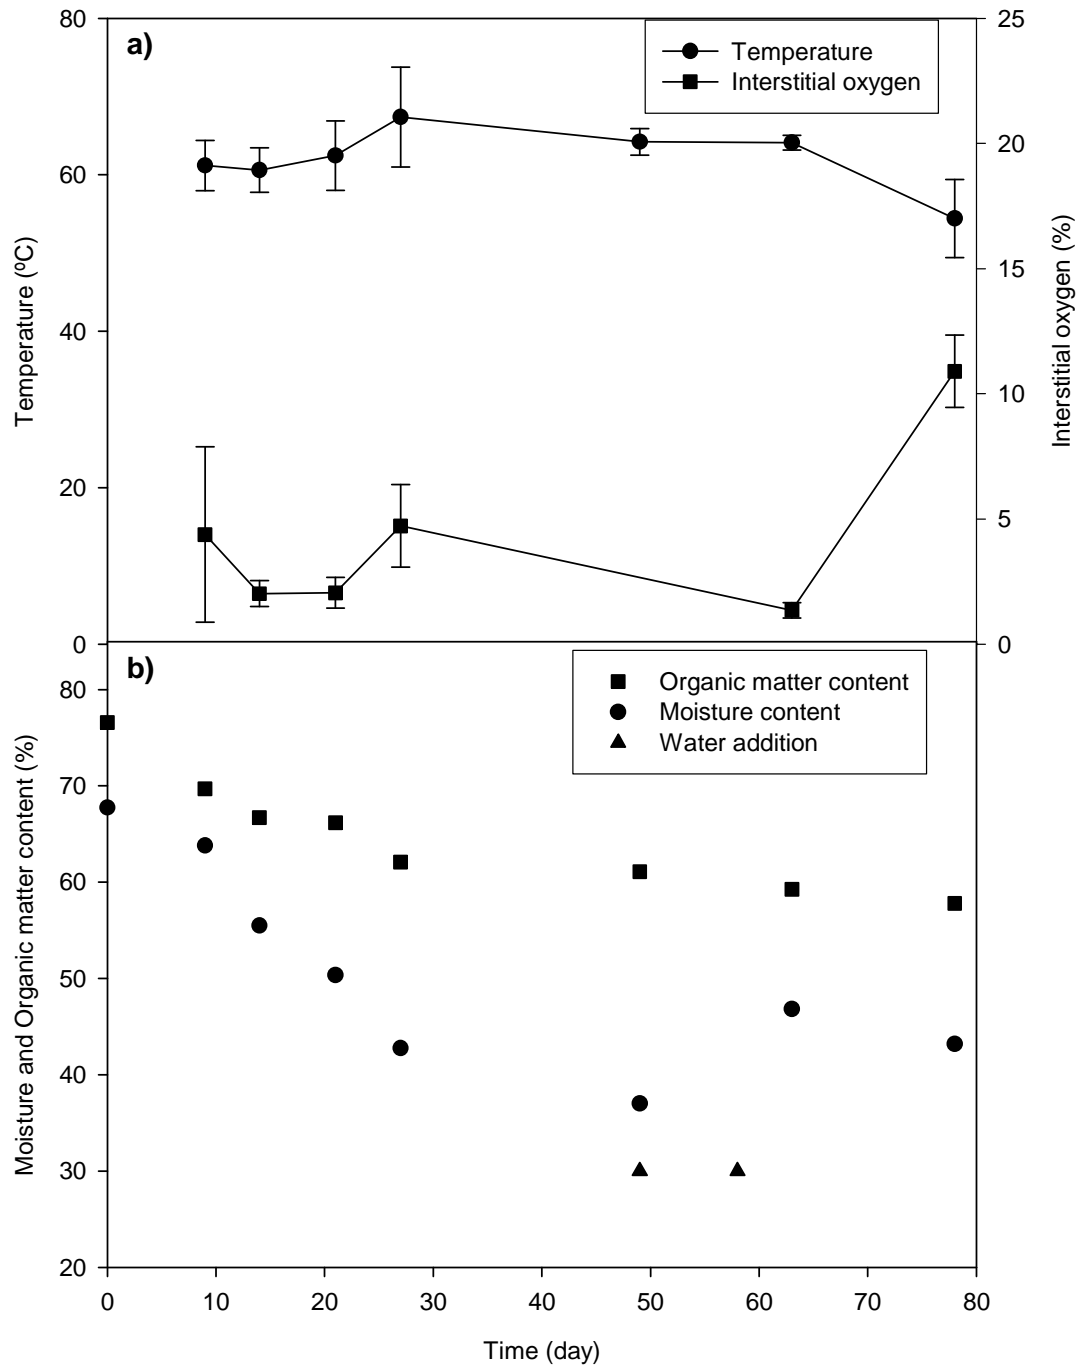 a)
Temperature
Interstitial oxygen
80
60
40
20
0
Temperature (ºC)
25
20
15
10
5
0
Interstitial oxygen (%)
b)
Organic matter content
Moisture content
Water addition
80
70
60
50
40
30
20
Moisture and Organic matter content (%)
0 10 20 30 40 50 60 70 80
Time (day)